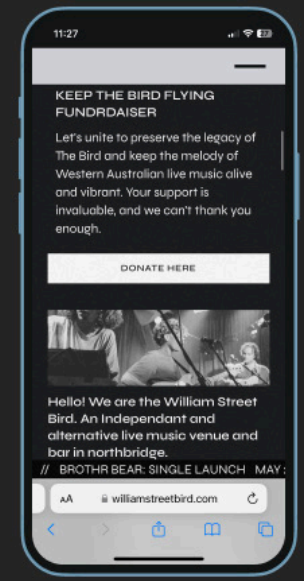 11:27
27
KEEP THE BIRD FLYING
FUNDRDAISER
Let's unite to preserve the legacy of
The Bird and keep the melody of
Western Australian live music alive
and vibrant. Your support is
invaluable, and we can't thank you
enough.
DONATE HERE
Hello! We are the William Street
Bird. An Independant and
alternative live music venue and
bar in northbridge.
// BROTHR BEAR: SINGLE LAUNCH MAY
AA williamstreetbird.com